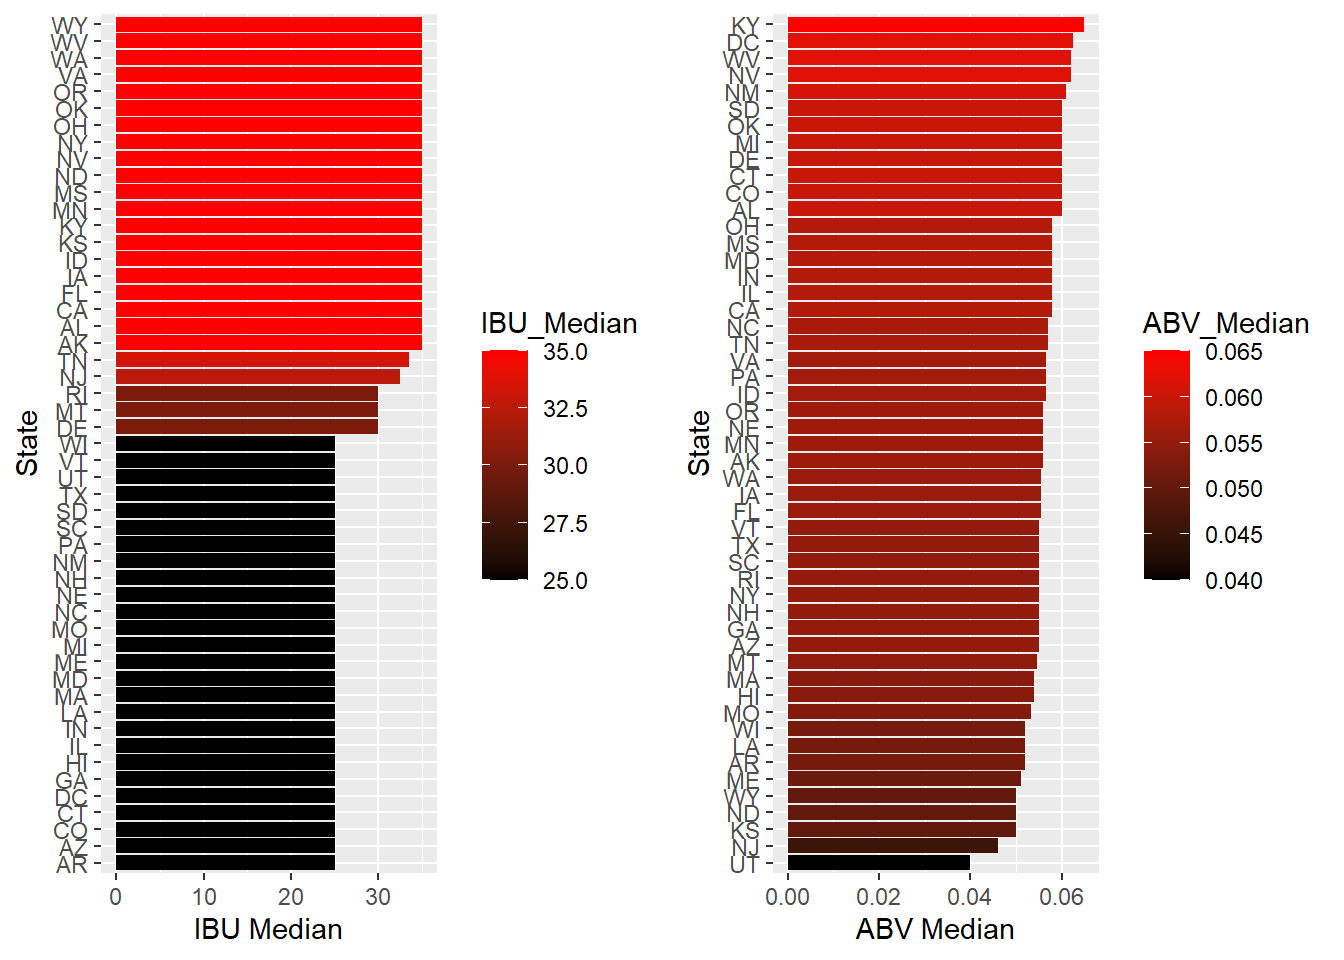 State
WY
WV
WA
VA
OR
OK
OH
NY
NV
ND
MS
MN
KY
KS
ID
IA
FL
CA
AL
AK
TN
NJ
RI
MT
DE
WI
VT
UT
TX
SD
SC
PA
NM
NH
NE
NC
MO
MI
ME
MD
MA
LA
IN
IL
HI
GA
DC
CT
CO
AZ
AR
0 10 20 30
IBU Median
IBU_Median
35.0
32.5
30.0
27.5
25.0
State
KY
DC
WV
NV
NM
SD
OK
MI
DE
CT
CO
AL
OH
MS
MD
IN
IL
CA
NC
TN
VA
PA
ID
OR
NE
MN
AK
WA
IA
FL
VT
TX
SC
RI
NY
NH
GA
AZ
MT
MA
HI
MO
WI
LA
AR
ME
WY
ND
KS
NJ
UT
0.00 0.02 0.04 0.06
ABV Median
ABV_Median
0.065
0.060
0.055
0.050
0.045
0.040